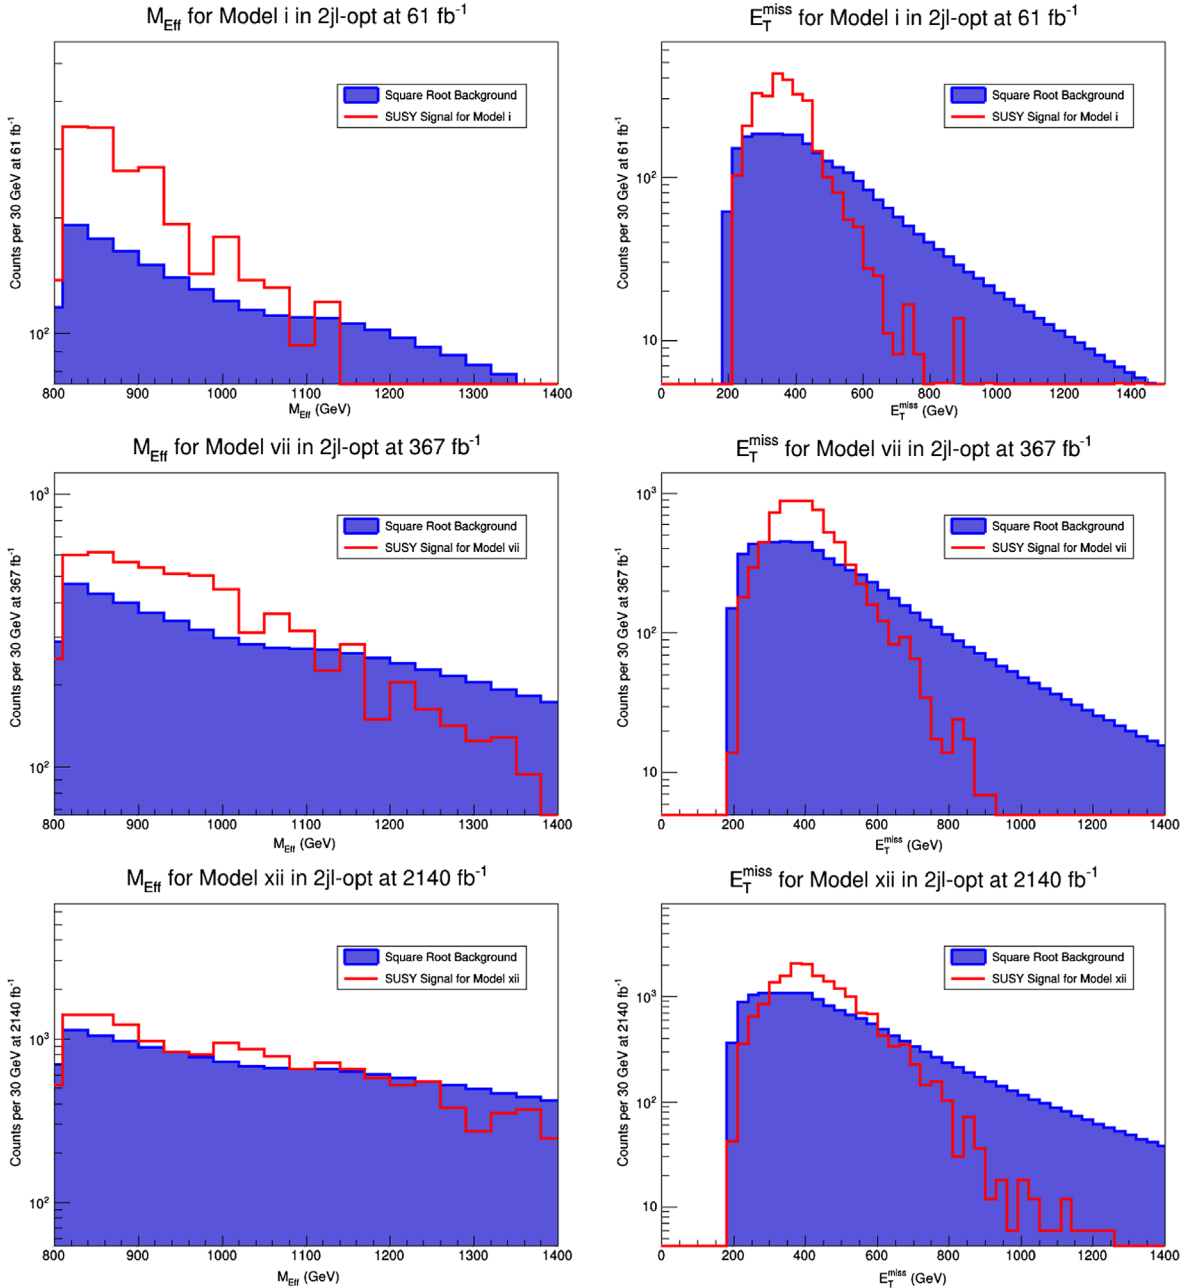 M_Eff for Model i in 2jl-opt at 61 fb^-1
Counts per 30 GeV at 61 fb^-1
Square Root Background
SUSY Signal for Model i
10^2
800 900 1000 1100 1200 1300 1400
M_Eff (GeV)
E_T^miss for Model i in 2jl-opt at 61 fb^-1
Counts per 30 GeV at 61 fb^-1
Square Root Background
SUSY Signal for Model i
10^2
10
0 200 400 600 800 1000 1200 1400
E_T^miss (GeV)
M_Eff for Model vii in 2jl-opt at 367 fb^-1
Counts per 30 GeV at 367 fb^-1
10^3
Square Root Background
SUSY Signal for Model vii
10^2
800 900 1000 1100 1200 1300 1400
M_Eff (GeV)
E_T^miss for Model vii in 2jl-opt at 367 fb^-1
Counts per 30 GeV at 367 fb^-1
10^3
Square Root Background
SUSY Signal for Model vii
10^2
10
0 200 400 600 800 1000 1200 1400
E_T^miss (GeV)
M_Eff for Model xii in 2jl-opt at 2140 fb^-1
Counts per 30 GeV at 2140 fb^-1
Square Root Background
SUSY Signal for Model xii
10^3
10^2
800 900 1000 1100 1200 1300 1400
M_Eff (GeV)
E_T^miss for Model xii in 2jl-opt at 2140 fb^-1
Counts per 30 GeV at 2140 fb^-1
Square Root Background
SUSY Signal for Model xii
10^3
10^2
10
0 200 400 600 800 1000 1200 1400
E_T^miss (GeV)